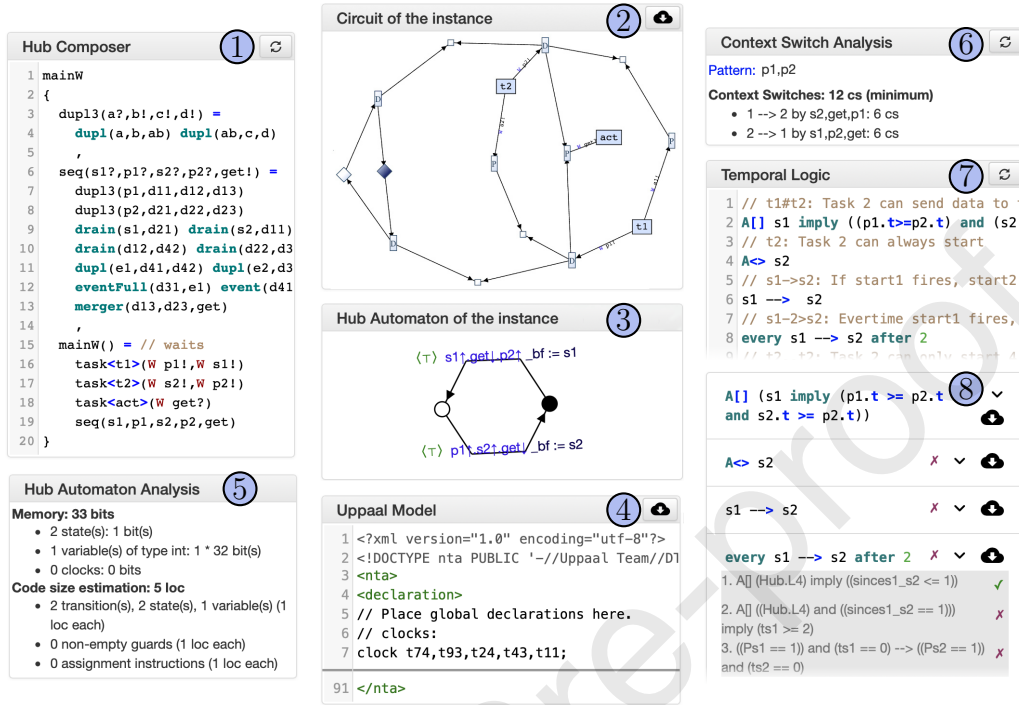 Hub Composer 1
1 mainW
2 {
3 dupl3(a?,b!,c!,d!) =
4 dupl(a,b,ab) dupl(ab,c,d)
5 ,
6 seq(s1?,p1?,s2?,p2?,get!) =
7 dupl3(p1,d11,d12,d13)
8 dupl3(p2,d21,d22,d23)
9 drain(s1,d21) drain(s2,d11)
10 drain(d12,d42) drain(d22,d3
11 dupl(e1,d41,d42) dupl(e2,d3
12 eventFull(d31,e1) event(d41
13 merger(d13,d23,get)
14 ,
15 mainW() = // waits
16 task<t1>(W p1!,W s1!)
17 task<t2>(W s2!,W p2!)
18 task<act>(W get?)
19 seq(s1,p1,s2,p2,get)
20 }
Hub Automaton Analysis 5
Memory: 33 bits
2 state(s): 1 bit(s)
1 variable(s) of type int: 1 * 32 bit(s)
0 clocks: 0 bits
Code size estimation: 5 loc
2 transition(s), 2 state(s), 1 variable(s) (1
loc each)
0 non-empty guards (1 loc each)
0 assignment instructions (1 loc each)
Circuit of the instance 2
D
t2
D
act
P
P
P
t1
D
D
Hub Automaton of the instance 3
⟨⊤⟩ s1↑,get↓,p2↑, _bf := s1
⟨⊤⟩ p1↑,s2↑,get↓, _bf := s2
Uppaal Model 4
1 <?xml version="1.0" encoding="utf-8"?>
2 <!DOCTYPE nta PUBLIC '-//Uppaal Team//DT
3 <nta>
4 <declaration>
5 // Place global declarations here.
6 // clocks:
7 clock t74,t93,t24,t43,t11;
91 </nta>
Context Switch Analysis 6
Pattern: p1,p2
Context Switches: 12 cs (minimum)
1 --> 2 by s2,get,p1: 6 cs
2 --> 1 by s1,p2,get: 6 cs
Temporal Logic 7
1 // t1#t2: Task 2 can send data to
2 A[] s1 imply ((p1.t>=p2.t) and (s2
3 // t2: Task 2 can always start
4 A<> s2
5 // s1->s2: If start1 fires, start2
6 s1 --> s2
7 // s1-2>s2: Evertime start1 fires,
8 every s1 --> s2 after 2
8
A[] (s1 imply (p1.t >= p2.t
and s2.t >= p2.t))
A<> s2 ✗
s1 --> s2 ✗
every s1 --> s2 after 2 ✗
1. A[] (Hub.L4) imply ((sinces1_s2 <= 1)) ✓
2. A[] ((Hub.L4) and ((sinces1_s2 == 1))) ✗
imply (ts1 >= 2)
3. ((Ps1 == 1)) and (ts1 == 0) --> ((Ps2 == 1)) ✗
and (ts2 == 0)